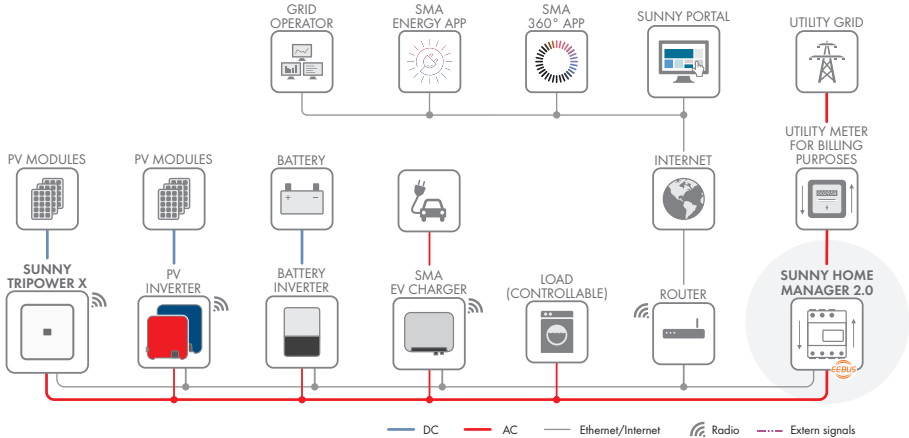 GRID
OPERATOR
SMA
ENERGY APP
SMA
360° APP
SUNNY PORTAL
UTILITY GRID
PV MODULES
PV MODULES
BATTERY
INTERNET
UTILITY METER
FOR BILLING
PURPOSES
SUNNY
TRIPOWER X
PV
INVERTER
BATTERY
INVERTER
SMA
EV CHARGER
LOAD
(CONTROLLABLE)
ROUTER
SUNNY HOME
MANAGER 2.0
EEBUS
DC
AC
Ethernet/Internet
Radio
Extern signals